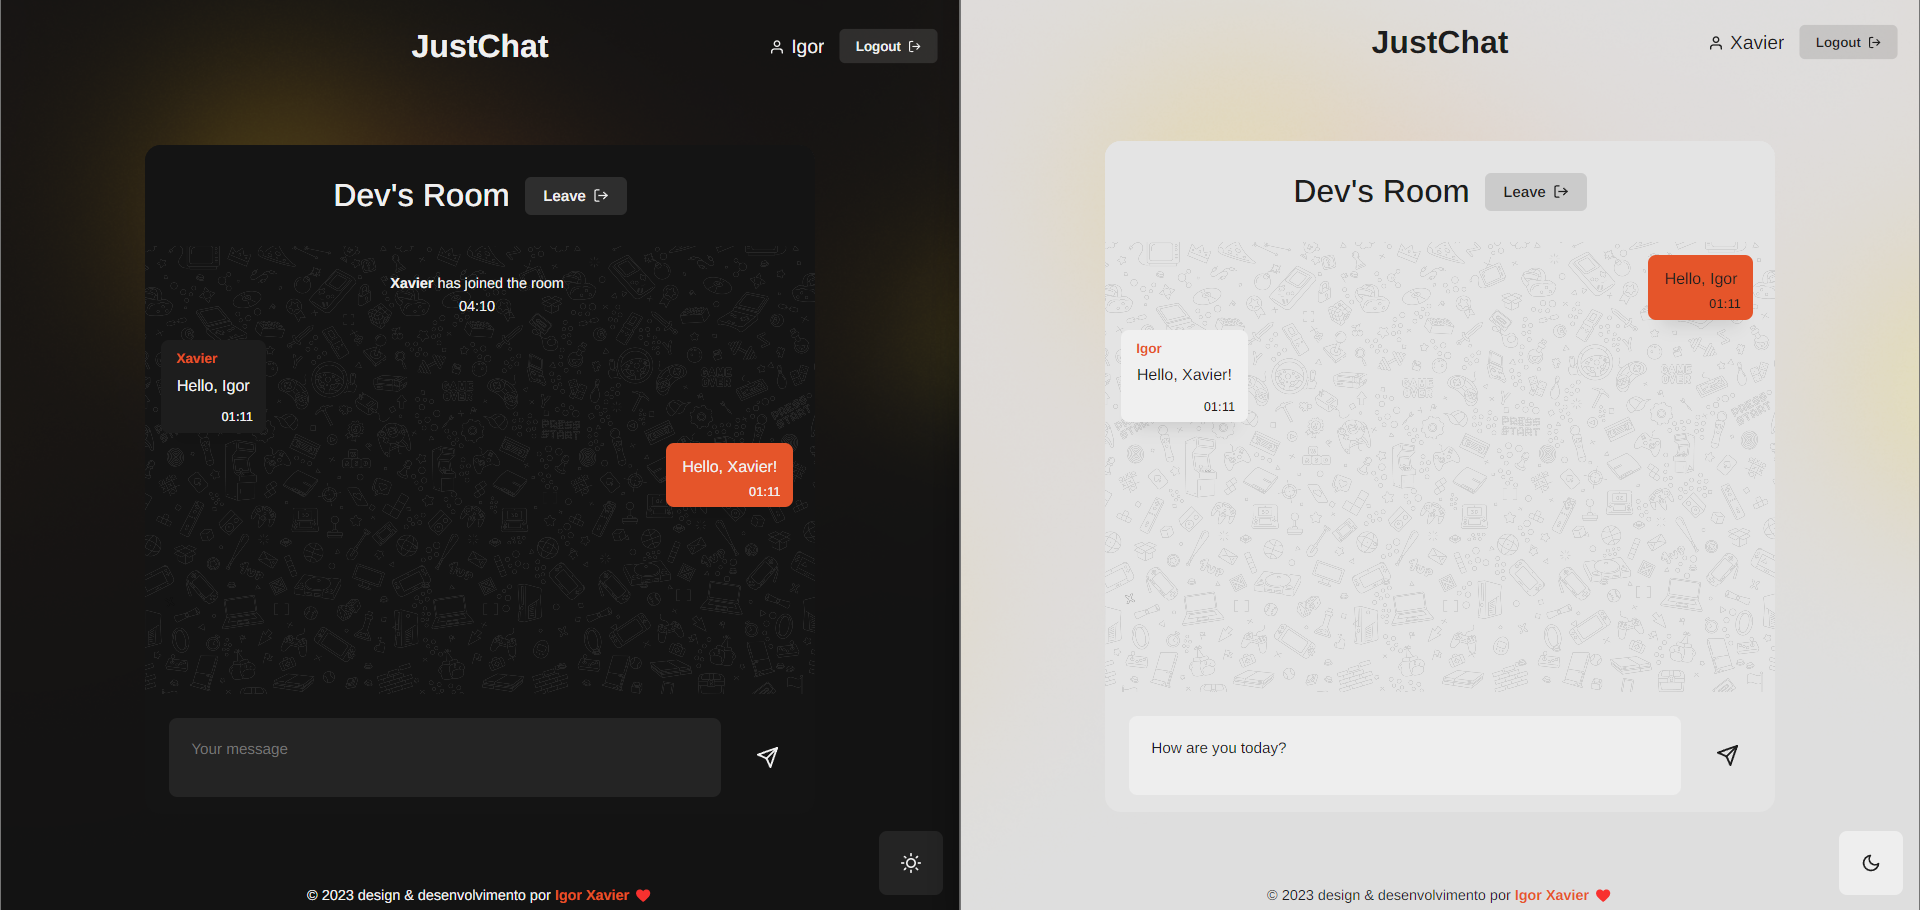 JustChat
Igor
Logout
Dev's Room
Leave
Xavier has joined the room
04:10
Xavier
Hello, Igor
01:11
Hello, Xavier!
01:11
Your message
© 2023 design & desenvolvimento por Igor Xavier
JustChat
Xavier
Logout
Dev's Room
Leave
Hello, Igor
01:11
Igor
Hello, Xavier!
01:11
PRESS
START
How are you today?
© 2023 design & desenvolvimento por Igor Xavier